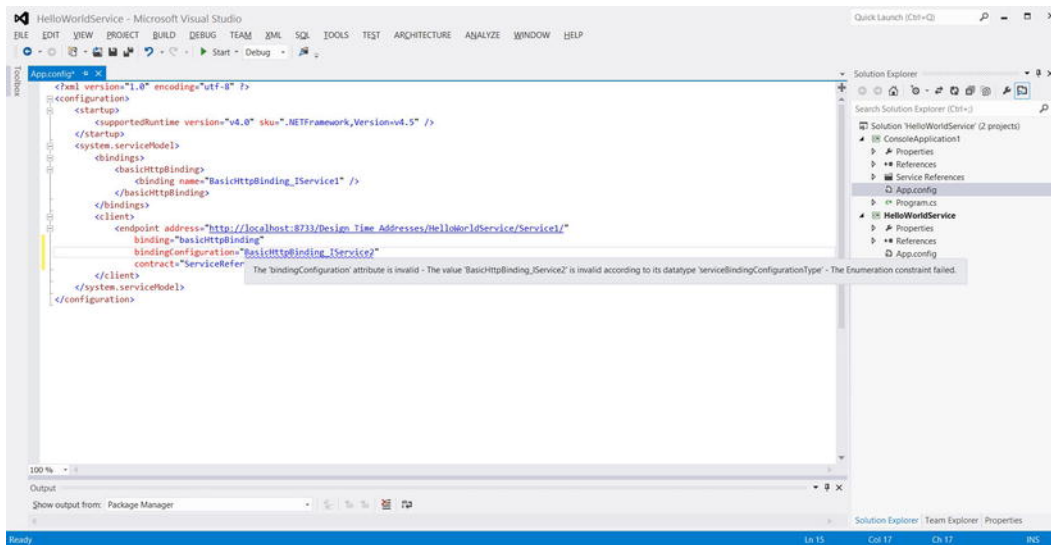 HelloWorldService - Microsoft Visual Studio
Quick Launch (Ctrl+Q)
FILE EDIT VIEW PROJECT BUILD DEBUG TEAM XML SQL TOOLS TEST ARCHITECTURE ANALYZE WINDOW HELP
Start Debug
Toolbox
App.config*
<?xml version="1.0" encoding="utf-8" ?>
<configuration>
<startup>
<supportedRuntime version="v4.0" sku=".NETFramework,Version=v4.5" />
</startup>
<system.serviceModel>
<bindings>
<basicHttpBinding>
<binding name="BasicHttpBinding_IService1" />
</basicHttpBinding>
</bindings>
<client>
<endpoint address="http://localhost:8733/Design_Time_Addresses/HelloWorldService/Service1/"
binding="basicHttpBinding"
bindingConfiguration="BasicHttpBinding_IService2"
contract="ServiceRefer
The 'bindingConfiguration' attribute is invalid - The value 'BasicHttpBinding_IService2' is invalid according to its datatype 'serviceBindingConfigurationType' - The Enumeration constraint failed.
</client>
</system.serviceModel>
</configuration>
100 %
Output
Show output from: Package Manager
Solution Explorer
Search Solution Explorer (Ctrl+;)
Solution 'HelloWorldService' (2 projects)
ConsoleApplication1
Properties
References
Service References
App.config
Program.cs
HelloWorldService
Properties
References
App.config
Solution Explorer Team Explorer Properties
Ready
Ln 15 Col 17 Ch 17 INS